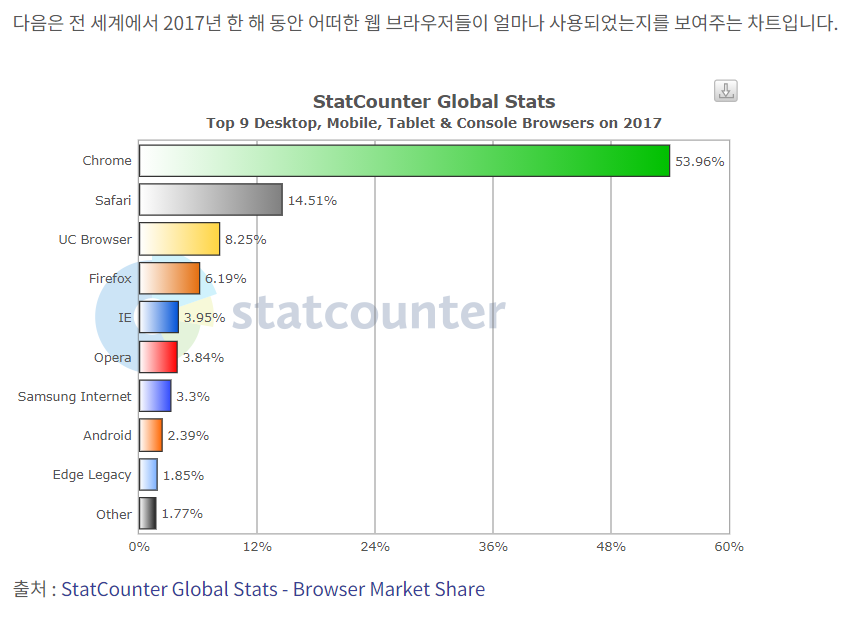 다음은 전 세계에서 2017년 한 해 동안 어떠한 웹 브라우저들이 얼마나 사용되었는지를 보여주는 차트입니다.
StatCounter Global Stats
Top 9 Desktop, Mobile, Tablet & Console Browsers on 2017
Chrome 53.96%
Safari 14.51%
UC Browser 8.25%
Firefox 6.19%
IE 3.95%
statcounter
Opera 3.84%
Samsung Internet 3.3%
Android 2.39%
Edge Legacy 1.85%
Other 1.77%
0% 12% 24% 36% 48% 60%
출처 : StatCounter Global Stats - Browser Market Share